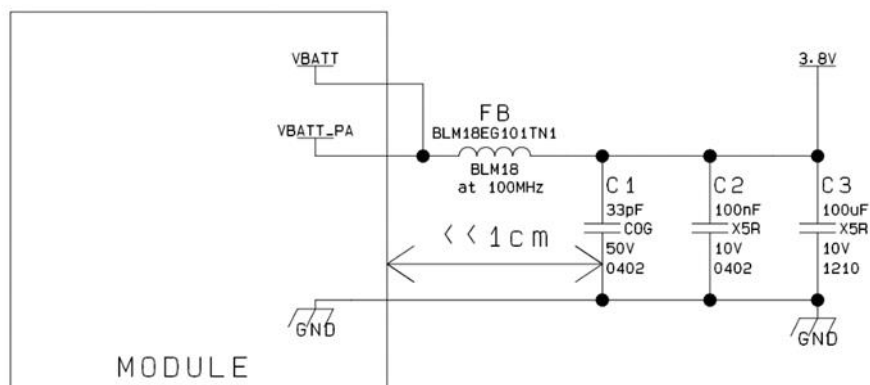 VBATT
3.8V
FB
VBATT_PA
BLM18EG101TN1
BLM18
at 100MHz
C1
33pF
COG
50V
0402
C2
100nF
X5R
10V
0402
C3
100uF
X5R
10V
1210
<<1cm
GND
GND
MODULE